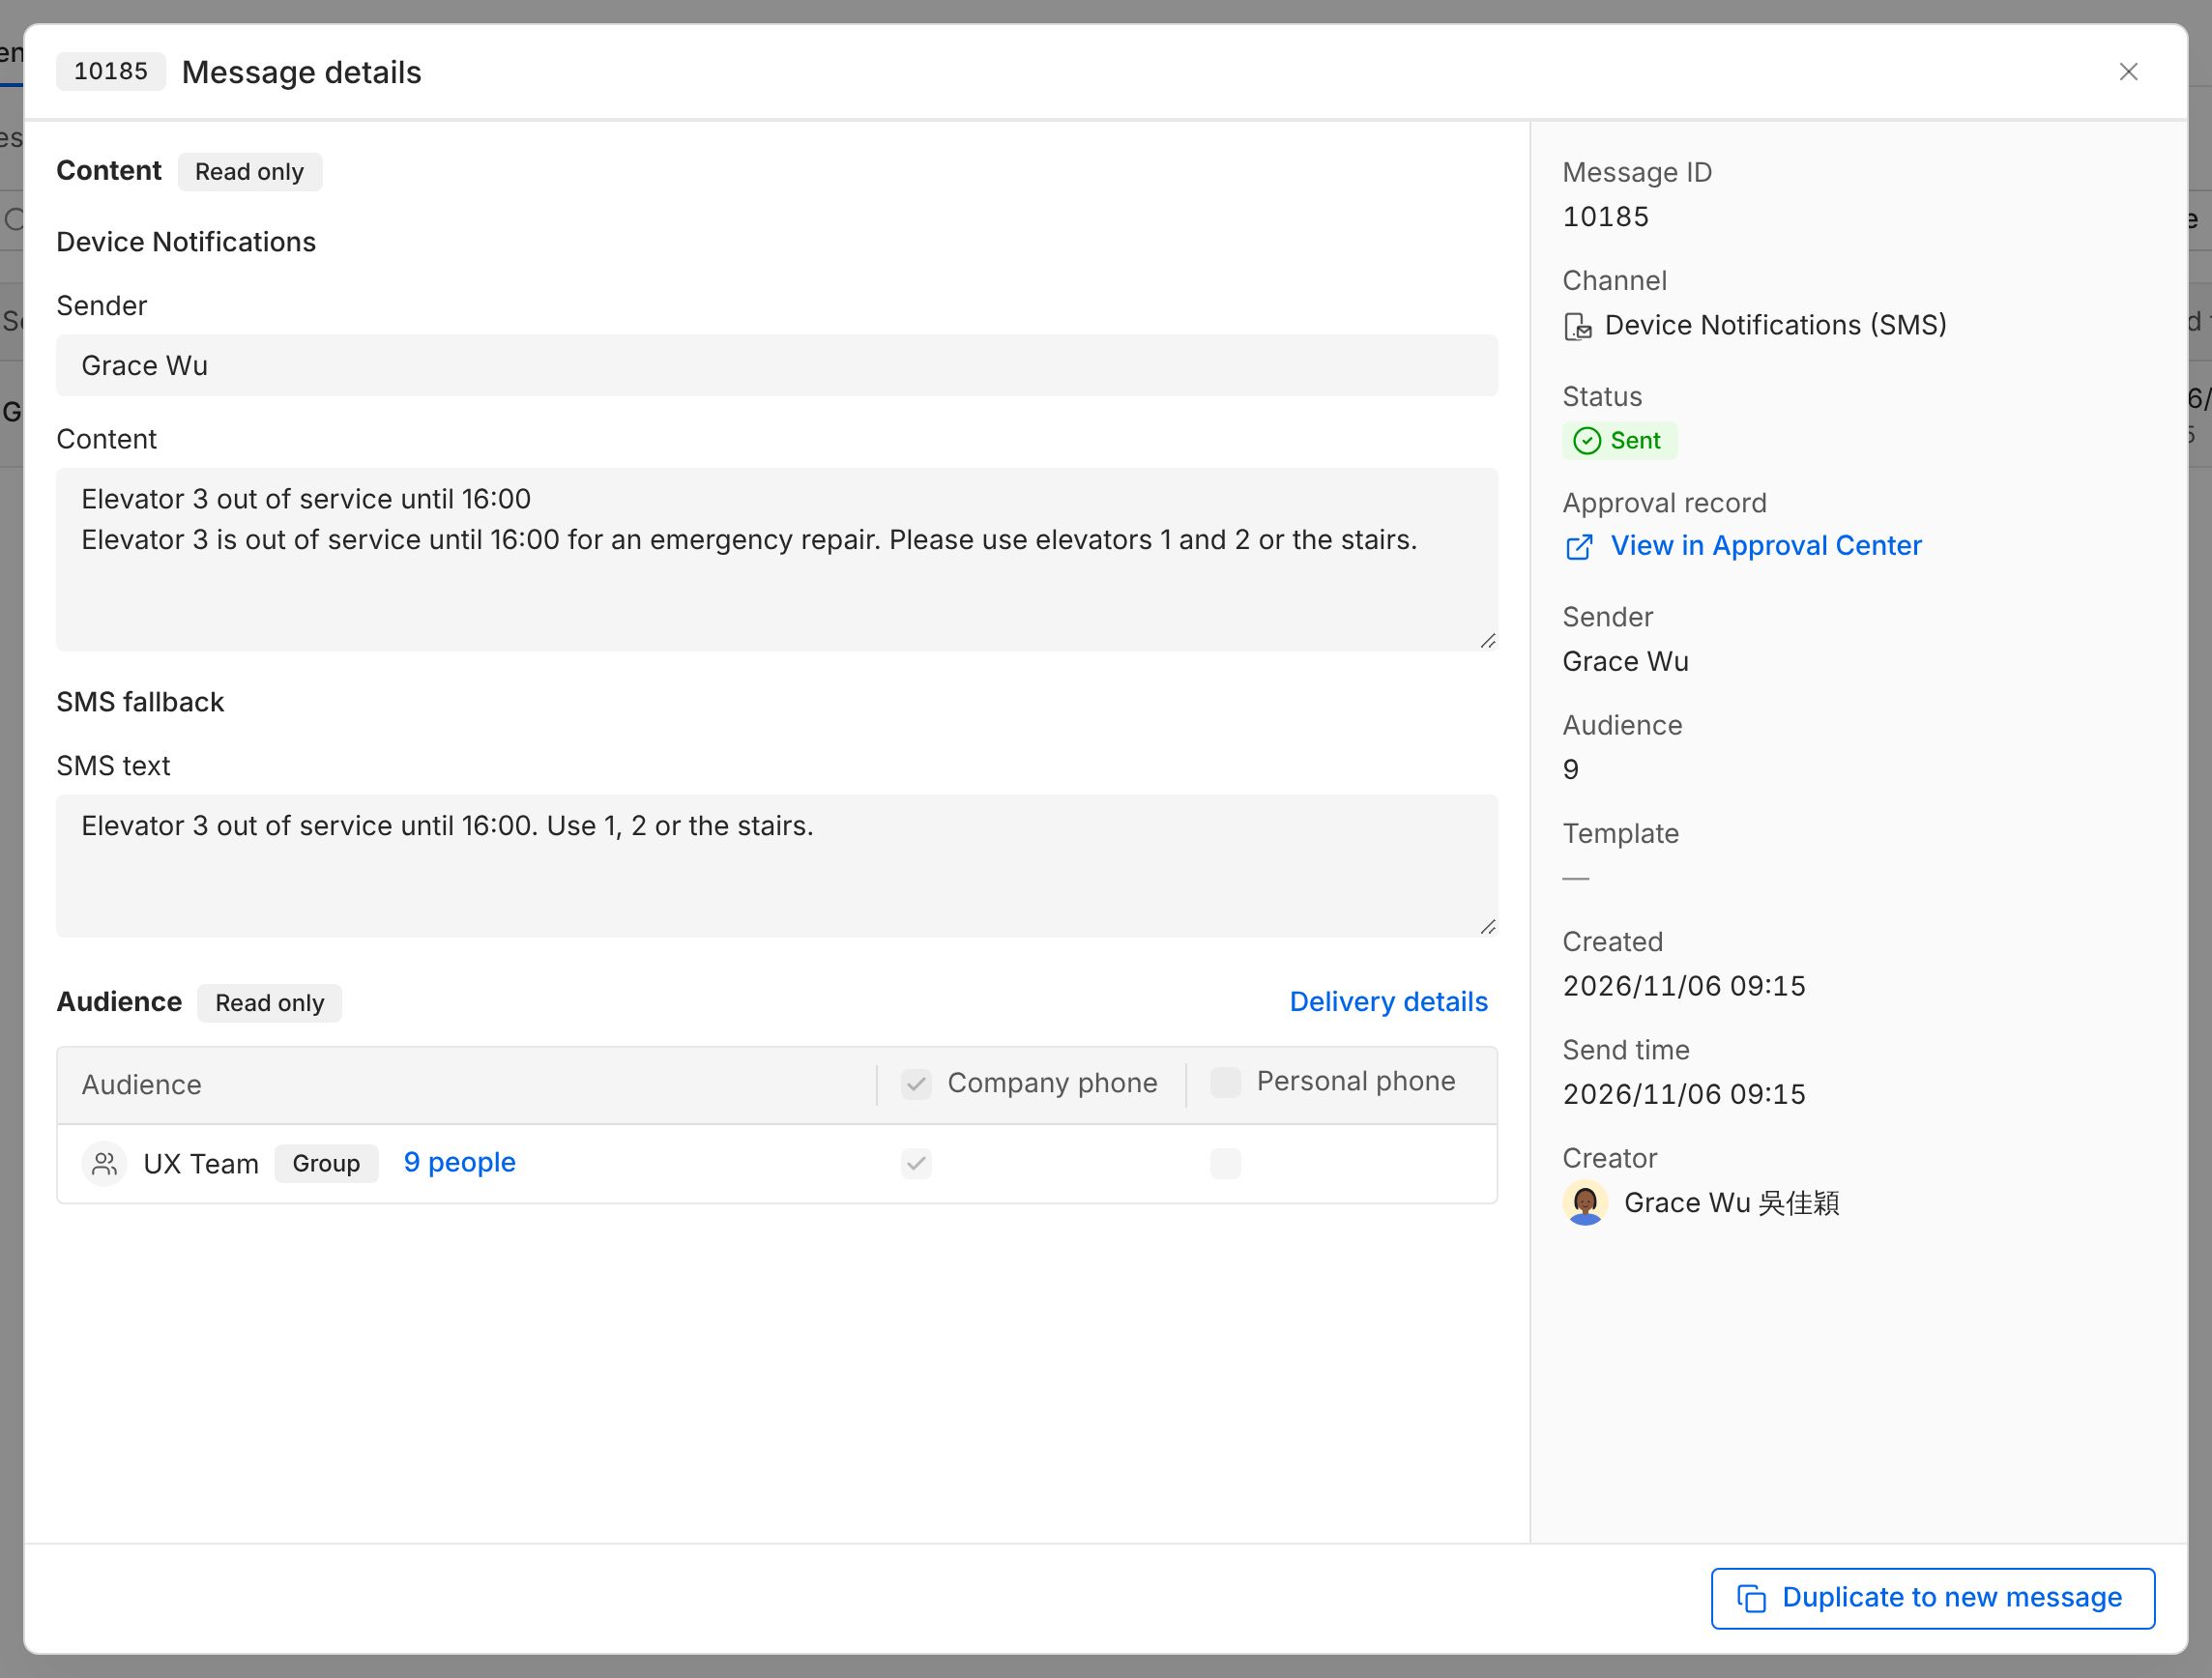 10185 Message details
Content Read only
Device Notifications
Sender
Grace Wu
Content
Elevator 3 out of service until 16:00
Elevator 3 is out of service until 16:00 for an emergency repair. Please use elevators 1 and 2 or the stairs.
SMS fallback
SMS text
Elevator 3 out of service until 16:00. Use 1, 2 or the stairs.
Audience Read only Delivery details
Audience Company phone Personal phone
UX Team Group 9 people
Message ID
10185
Channel
Device Notifications (SMS)
Status
Sent
Approval record
View in Approval Center
Sender
Grace Wu
Audience
9
Template
—
Created
2026/11/06 09:15
Send time
2026/11/06 09:15
Creator
Grace Wu 吳佳穎
Duplicate to new message